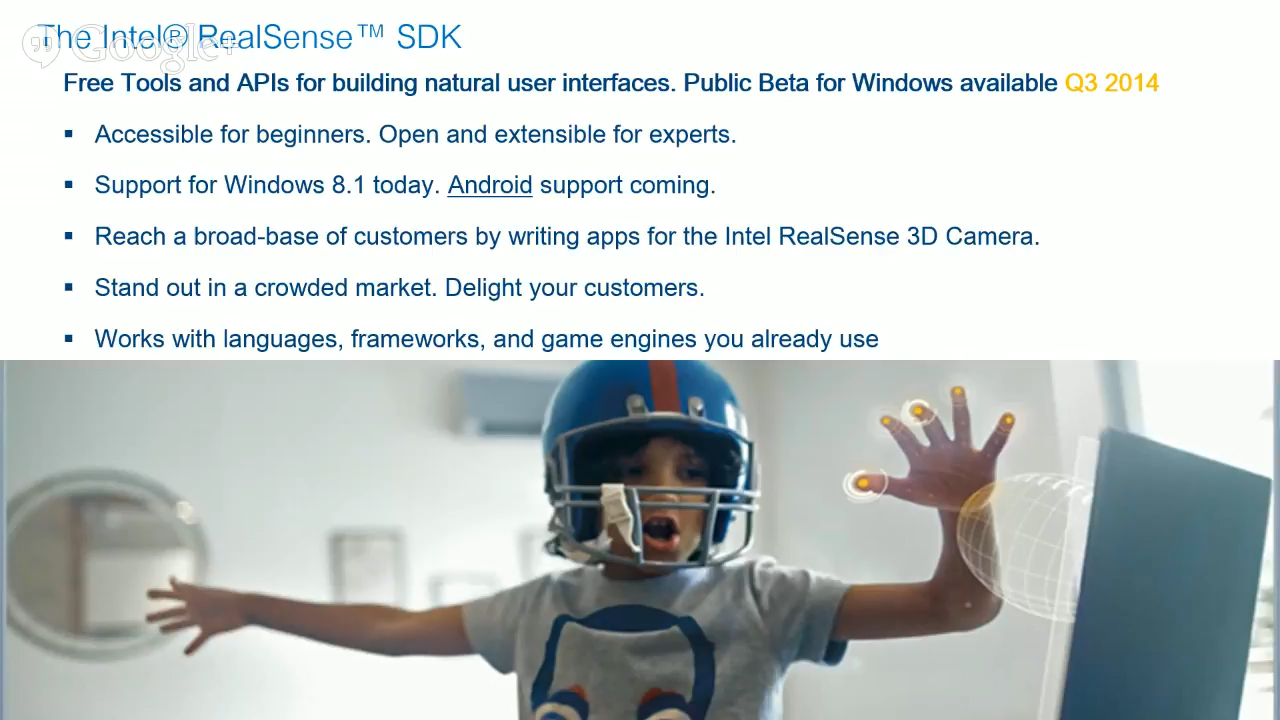 The Intel® RealSense™ SDK
Google+
Free Tools and APIs for building natural user interfaces. Public Beta for Windows available Q3 2014
▪ Accessible for beginners. Open and extensible for experts.
▪ Support for Windows 8.1 today. Android support coming.
▪ Reach a broad-base of customers by writing apps for the Intel RealSense 3D Camera.
▪ Stand out in a crowded market. Delight your customers.
▪ Works with languages, frameworks, and game engines you already use